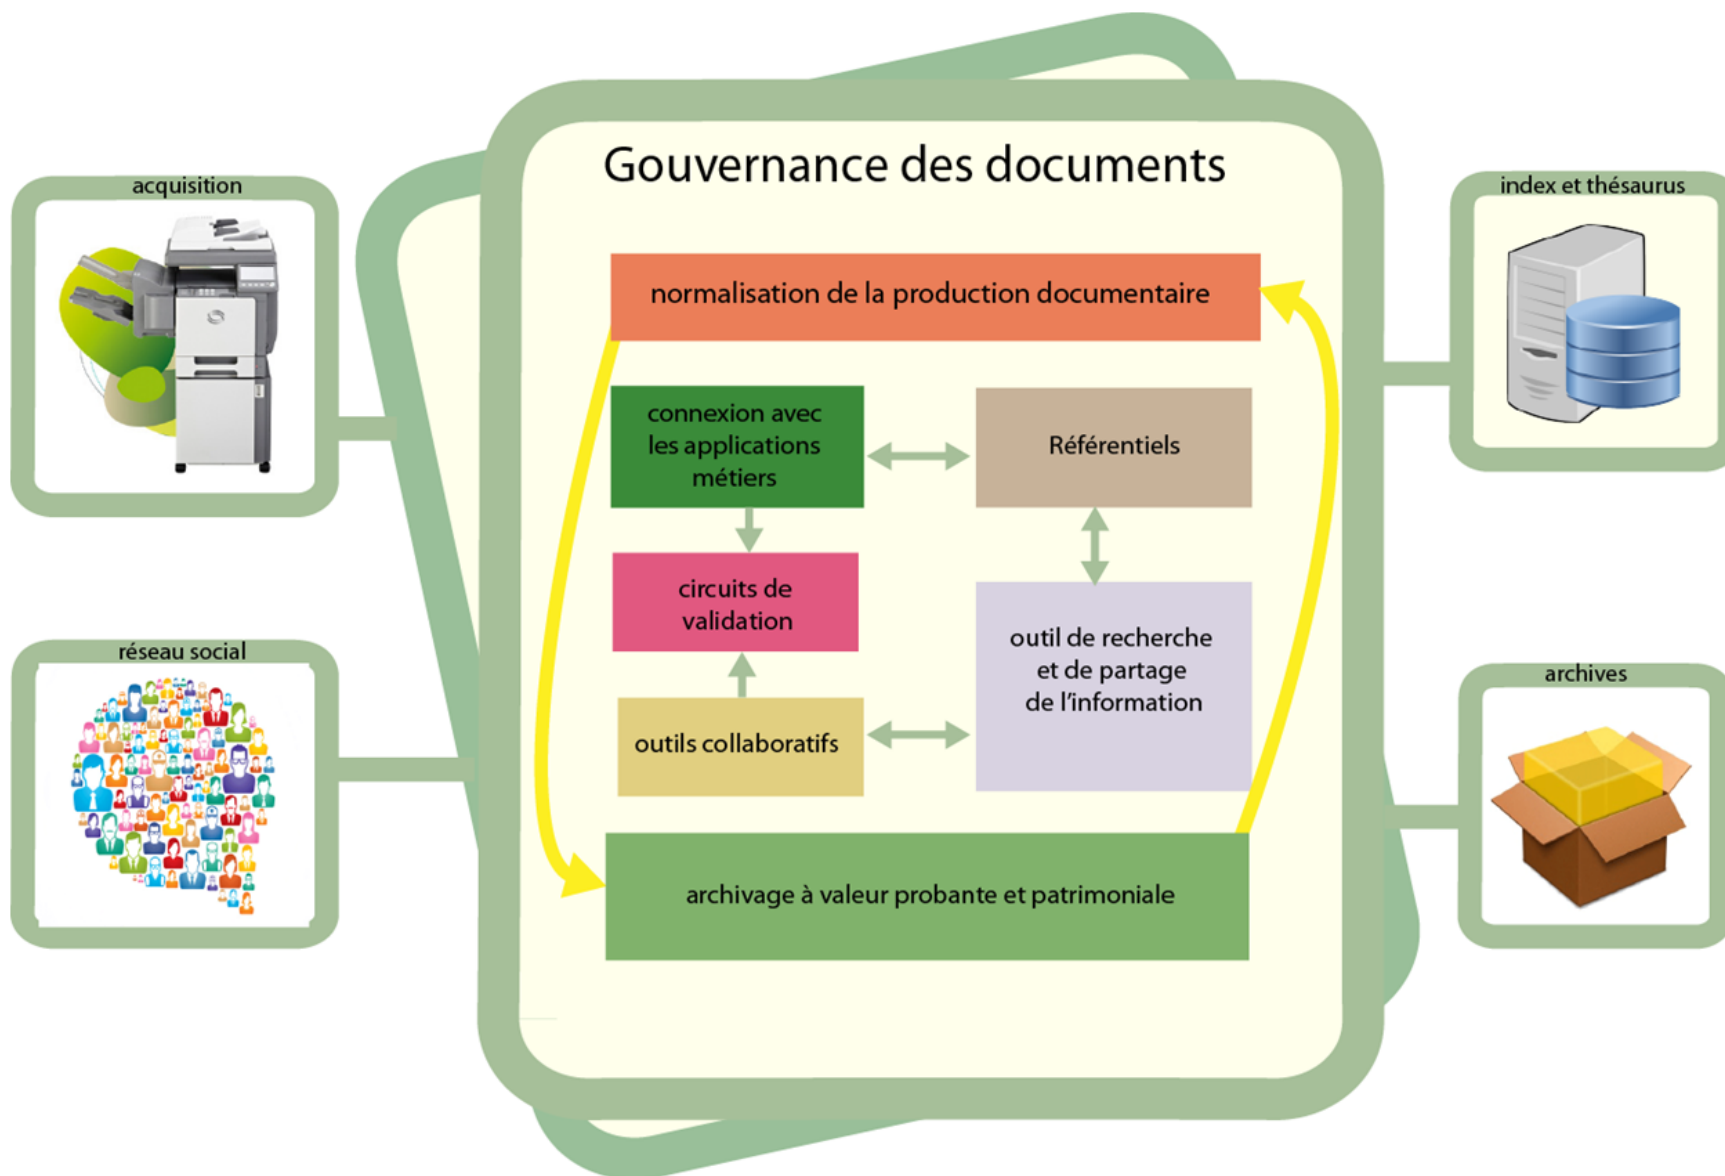 Gouvernance des documents
acquisition
index et thésaurus
normalisation de la production documentaire
connexion avec
les applications
métiers
Référentiels
circuits de
validation
outil de recherche
et de partage
de l'information
réseau social
archives
outils collaboratifs
archivage à valeur probante et patrimoniale